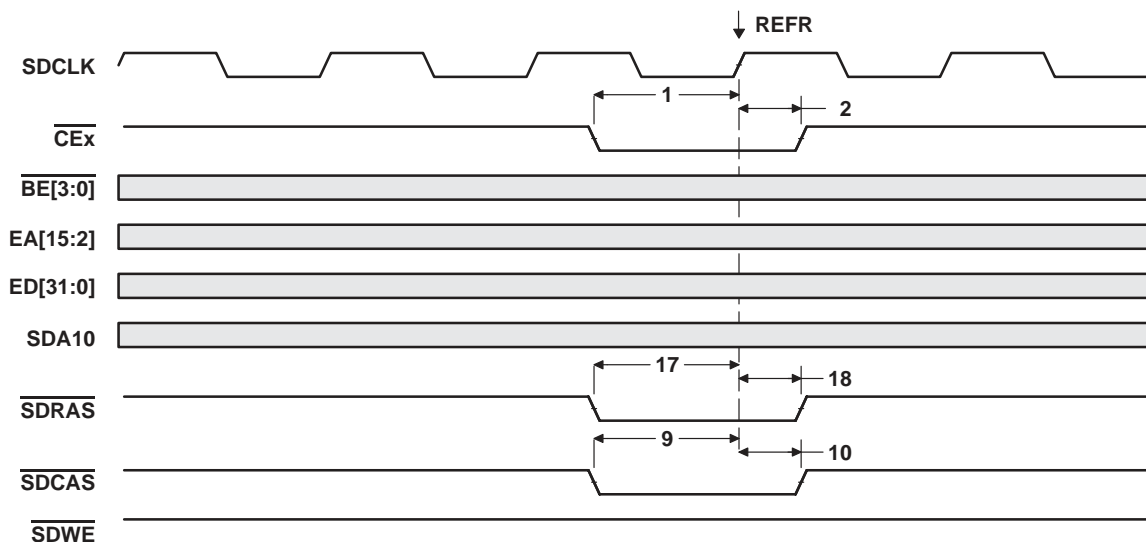 REFR
SDCLK
1
2
CEx
BE[3:0]
EA[15:2]
ED[31:0]
SDA10
17
18
SDRAS
9
10
SDCAS
SDWE